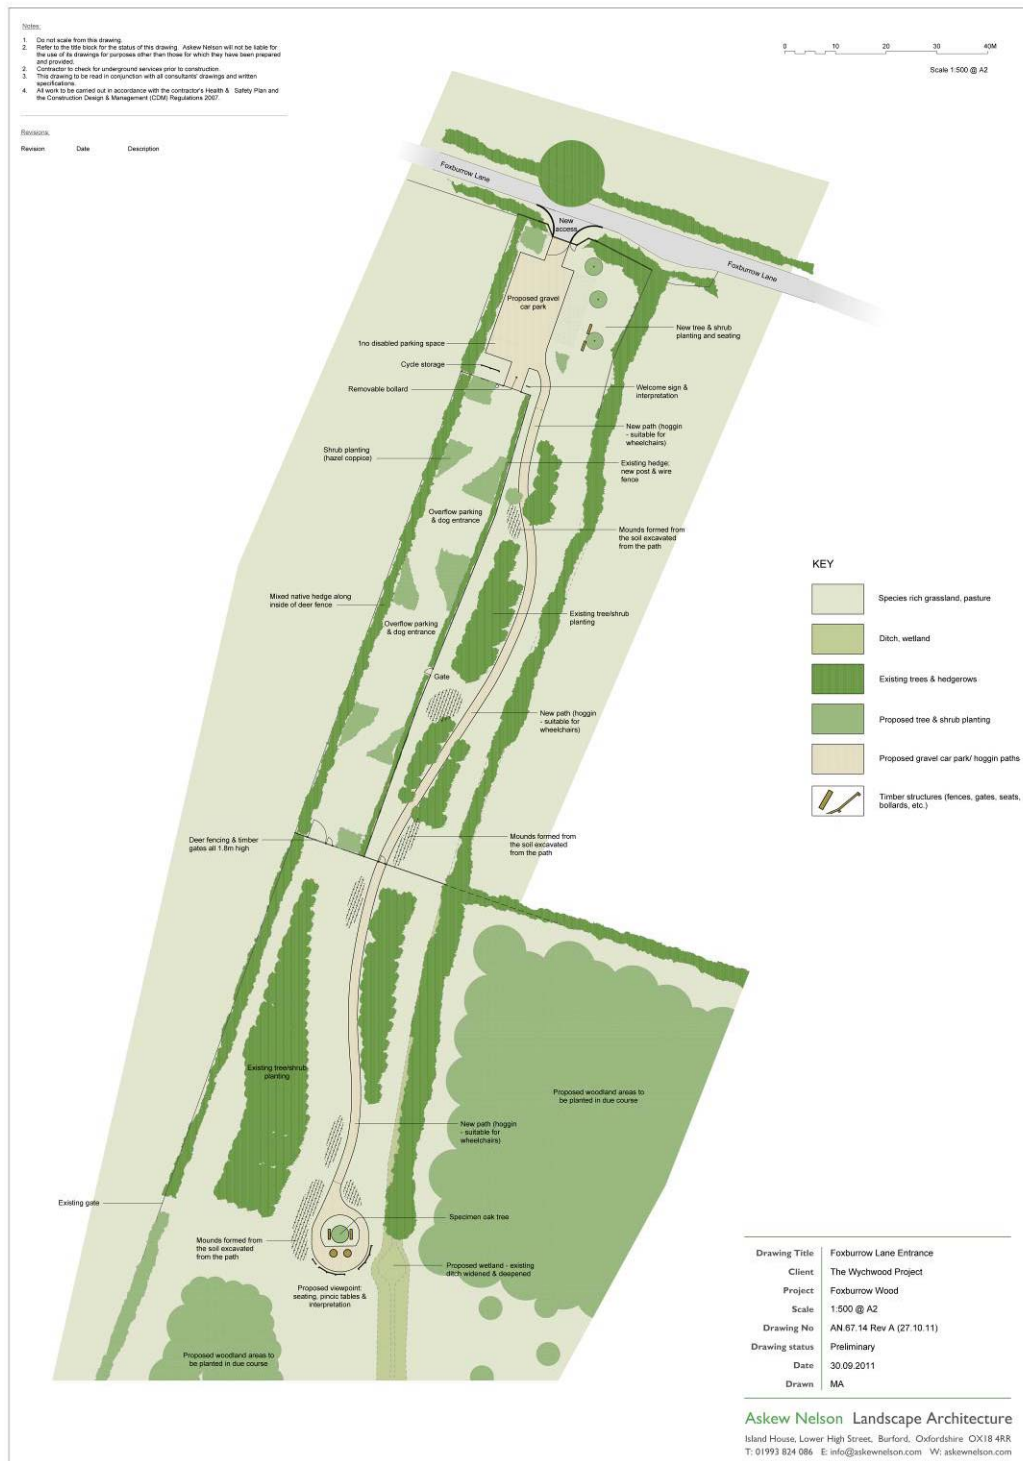 Notes:
1. Do not scale from this drawing.
2. Refer to the title block for the status of this drawing. Askew Nelson will not be liable for
the use of its drawings for purposes other than those for which they have been prepared
and provided.
3. Contractor to check for underground services prior to construction.
3. This drawing to be read in conjunction with all consultants' drawings and written
specifications.
4. All work to be carried out in accordance with the contractor's Health & Safety Plan and
the Construction Design & Management (CDM) Regulations 2007.
Revisions:
Revision Date Description
0 10 20 30 40M
Scale 1:500 @ A2
Foxburrow Lane
New
access
Foxburrow Lane
Proposed gravel
car park
New tree & shrub
planting and seating
1no disabled parking space
Cycle storage
Removable bollard
Welcome sign &
interpretation
New path (hoggin
- suitable for
wheelchairs)
Shrub planting
(hazel coppice)
Existing hedge;
new post & wire
fence
Overflow parking
& dog entrance
Mounds formed from
the soil excavated
from the path
Mixed native hedge along
inside of deer fence
Existing tree/shrub
planting
Overflow parking
& dog entrance
Gate
New path (hoggin
- suitable for
wheelchairs)
Deer fencing & timber
gates all 1.8m high
Mounds formed from
the soil excavated
from the path
Existing tree/shrub
planting
Proposed woodland areas to
be planted in due course
New path (hoggin
- suitable for
wheelchairs)
Existing gate
Specimen oak tree
Mounds formed from
the soil excavated
from the path
Proposed wetland - existing
ditch widened & deepened
Proposed viewpoint:
seating, pincic tables &
interpretation
Proposed woodland areas to
be planted in due course
KEY
Species rich grassland, pasture
Ditch, wetland
Existing trees & hedgerows
Proposed tree & shrub planting
Proposed gravel car park/ hoggin paths
Timber structures (fences, gates, seats,
bollards, etc.)
Drawing Title Foxburrow Lane Entrance
Client The Wychwood Project
Project Foxburrow Wood
Scale 1:500 @ A2
Drawing No AN.67.14 Rev A (27.10.11)
Drawing status Preliminary
Date 30.09.2011
Drawn MA
Askew Nelson Landscape Architecture
Island House, Lower High Street, Burford, Oxfordshire OX18 4RR
T: 01993 824 086 E: info@askewnelson.com W: askewnelson.com